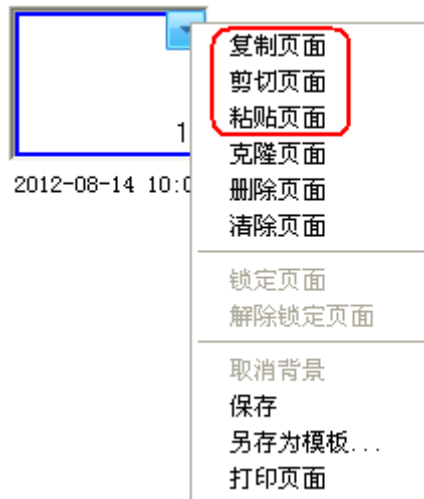 复制页面
剪切页面
粘贴页面
1
克隆页面
2012-08-14 10:0
删除页面
清除页面
锁定页面
解除锁定页面
取消背景
保存
另存为模板...
打印页面